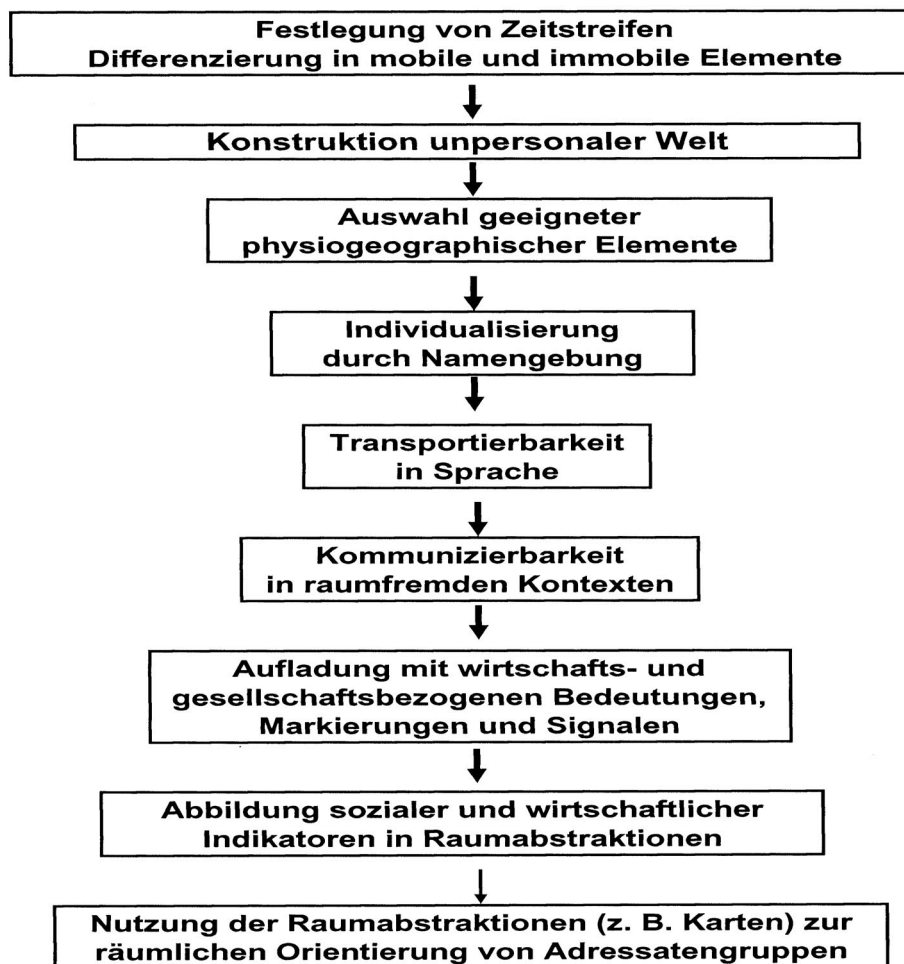 Festlegung von Zeitstreifen
Differenzierung in mobile und immobile Elemente
Konstruktion unpersonaler Welt
Auswahl geeigneter
physiogeographischer Elemente
Individualisierung
durch Namengebung
Transportierbarkeit
in Sprache
Kommunizierbarkeit
in raumfremden Kontexten
Aufladung mit wirtschafts- und
gesellschaftsbezogenen Bedeutungen,
Markierungen und Signalen
Abbildung sozialer und wirtschaftlicher
Indikatoren in Raumabstraktionen
Nutzung der Raumabstraktionen (z. B. Karten) zur
räumlichen Orientierung von Adressatengruppen